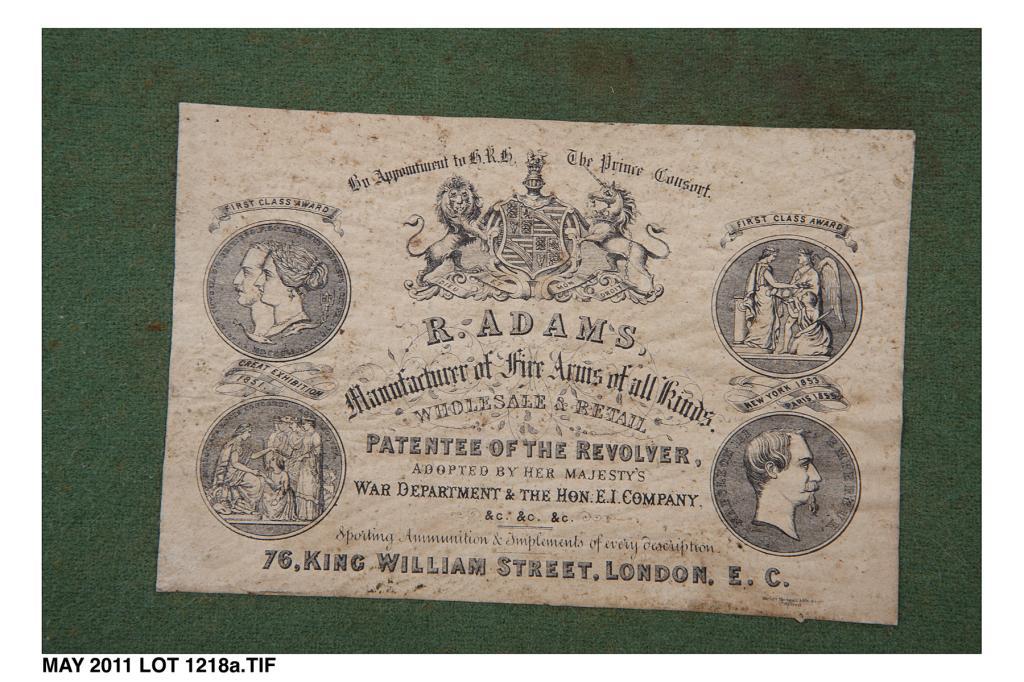 By Appointment to H.R.H. The Prince Consort.
FIRST CLASS AWARD
FIRST CLASS AWARD
R. ADAMS,
Manufacturer of Fire Arms of all Kinds.
GREAT EXHIBITION
1851
NEW YORK 1853
PARIS 1855
WHOLESALE & RETAIL
PATENTEE OF THE REVOLVER,
ADOPTED BY HER MAJESTY'S
WAR DEPARTMENT & THE HON. E.I. COMPANY.
&c. &c. &c.
Sporting Ammunition & Implements of every description
76, KING WILLIAM STREET, LONDON, E. C.
MAY 2011 LOT 1218a.TIF